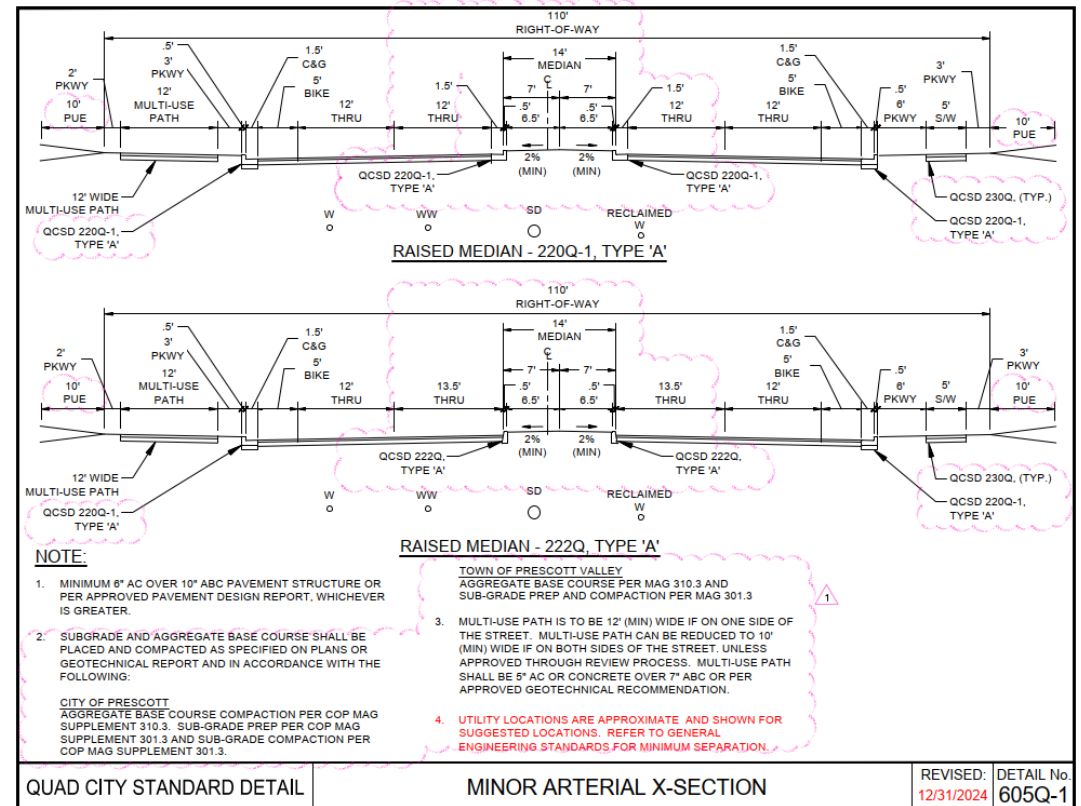 110'
RIGHT-OF-WAY
14'
MEDIAN
℄
7'
7'
.5'
3'
PKWY
2'
PKWY
10'
PUE
12'
MULTI-USE
PATH
1.5'
C&G
5'
BIKE
12'
THRU
12'
THRU
1.5'
.5'
6.5'
.5'
6.5'
1.5'
12'
THRU
12'
THRU
1.5'
C&G
5'
BIKE
.5'
6'
PKWY
5'
S/W
3'
PKWY
10'
PUE
2%
(MIN)
2%
(MIN)
12' WIDE
MULTI-USE PATH
QCSD 220Q-1,
TYPE 'A'
QCSD 220Q-1,
TYPE 'A'
QCSD 220Q-1,
TYPE 'A'
QCSD 230Q, (TYP.)
QCSD 220Q-1,
TYPE 'A'
W
WW
SD
RECLAIMED
W
RAISED MEDIAN - 220Q-1, TYPE 'A'
110'
RIGHT-OF-WAY
14'
MEDIAN
℄
7'
7'
.5'
3'
PKWY
2'
PKWY
10'
PUE
12'
MULTI-USE
PATH
1.5'
C&G
5'
BIKE
12'
THRU
13.5'
THRU
.5'
6.5'
.5'
6.5'
13.5'
THRU
12'
THRU
1.5'
C&G
5'
BIKE
.5'
6'
PKWY
5'
S/W
3'
PKWY
10'
PUE
2%
(MIN)
2%
(MIN)
12' WIDE
MULTI-USE PATH
QCSD 220Q-1,
TYPE 'A'
QCSD 222Q,
TYPE 'A'
QCSD 222Q,
TYPE 'A'
QCSD 230Q, (TYP.)
QCSD 220Q-1,
TYPE 'A'
W
WW
SD
RECLAIMED
W
RAISED MEDIAN - 222Q, TYPE 'A'
NOTE:
1. MINIMUM 6" AC OVER 10" ABC PAVEMENT STRUCTURE OR
PER APPROVED PAVEMENT DESIGN REPORT, WHICHEVER
IS GREATER.
2. SUBGRADE AND AGGREGATE BASE COURSE SHALL BE
PLACED AND COMPACTED AS SPECIFIED ON PLANS OR
GEOTECHNICAL REPORT AND IN ACCORDANCE WITH THE
FOLLOWING:
CITY OF PRESCOTT
AGGREGATE BASE COURSE COMPACTION PER COP MAG
SUPPLEMENT 310.3. SUB-GRADE PREP PER COP MAG
SUPPLEMENT 301.3 AND SUB-GRADE COMPACTION PER
COP MAG SUPPLEMENT 301.3.
TOWN OF PRESCOTT VALLEY
AGGREGATE BASE COURSE PER MAG 310.3 AND
SUB-GRADE PREP AND COMPACTION PER MAG 301.3
1
3. MULTI-USE PATH IS TO BE 12' (MIN) WIDE IF ON ONE SIDE OF
THE STREET. MULTI-USE PATH CAN BE REDUCED TO 10'
(MIN) WIDE IF ON BOTH SIDES OF THE STREET. UNLESS
APPROVED THROUGH REVIEW PROCESS. MULTI-USE PATH
SHALL BE 5" AC OR CONCRETE OVER 7" ABC OR PER
APPROVED GEOTECHNICAL RECOMMENDATION.
4. UTILITY LOCATIONS ARE APPROXIMATE AND SHOWN FOR
SUGGESTED LOCATIONS. REFER TO GENERAL
ENGINEERING STANDARDS FOR MINIMUM SEPARATION.
QUAD CITY STANDARD DETAIL
MINOR ARTERIAL X-SECTION
REVISED:
12/31/2024
DETAIL No.
605Q-1